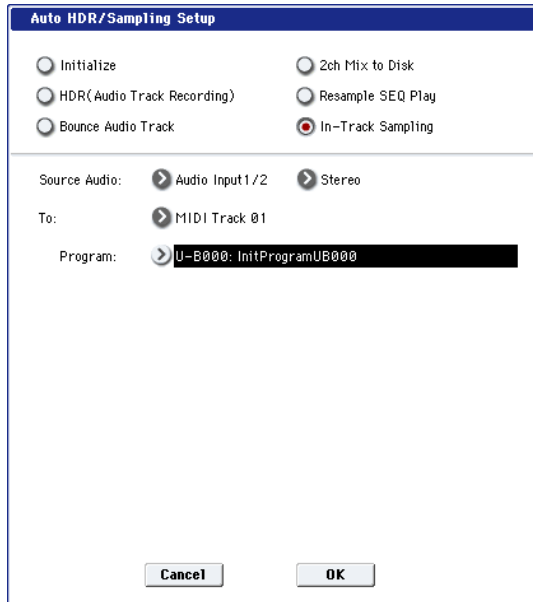 Auto HDR/Sampling Setup
Initialize
2ch Mix to Disk
HDR(Audio Track Recording)
Resample SEQ Play
Bounce Audio Track
In-Track Sampling
Source Audio: Audio Input1/2 Stereo
To: MIDI Track 01
Program: U-B000: InitProgramUB000
Cancel OK